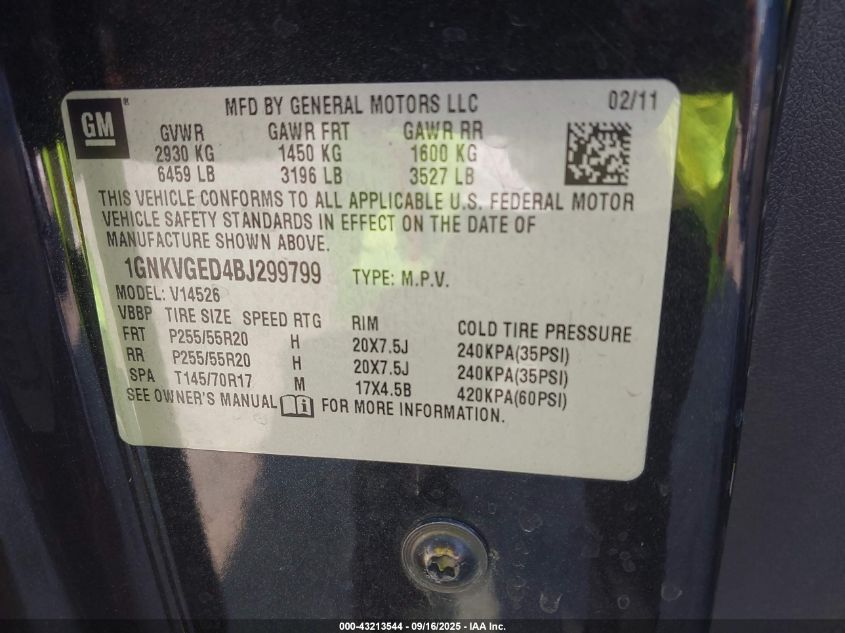 GM
MFD BY GENERAL MOTORS LLC 02/11
GVWR GAWR FRT GAWR RR
2930 KG 1450 KG 1600 KG
6459 LB 3196 LB 3527 LB
THIS VEHICLE CONFORMS TO ALL APPLICABLE U.S. FEDERAL MOTOR
VEHICLE SAFETY STANDARDS IN EFFECT ON THE DATE OF
MANUFACTURE SHOWN ABOVE.
1GNKVGED4BJ299799 TYPE: M.P.V.
MODEL: V14526
VBBP TIRE SIZE SPEED RTG RIM COLD TIRE PRESSURE
FRT P255/55R20 H 20X7.5J 240KPA(35PSI)
RR P255/55R20 H 20X7.5J 240KPA(35PSI)
SPA T145/70R17 M 17X4.5B 420KPA(60PSI)
SEE OWNER'S MANUAL i FOR MORE INFORMATION.
000-43213544 - 09/16/2025 - IAA Inc.